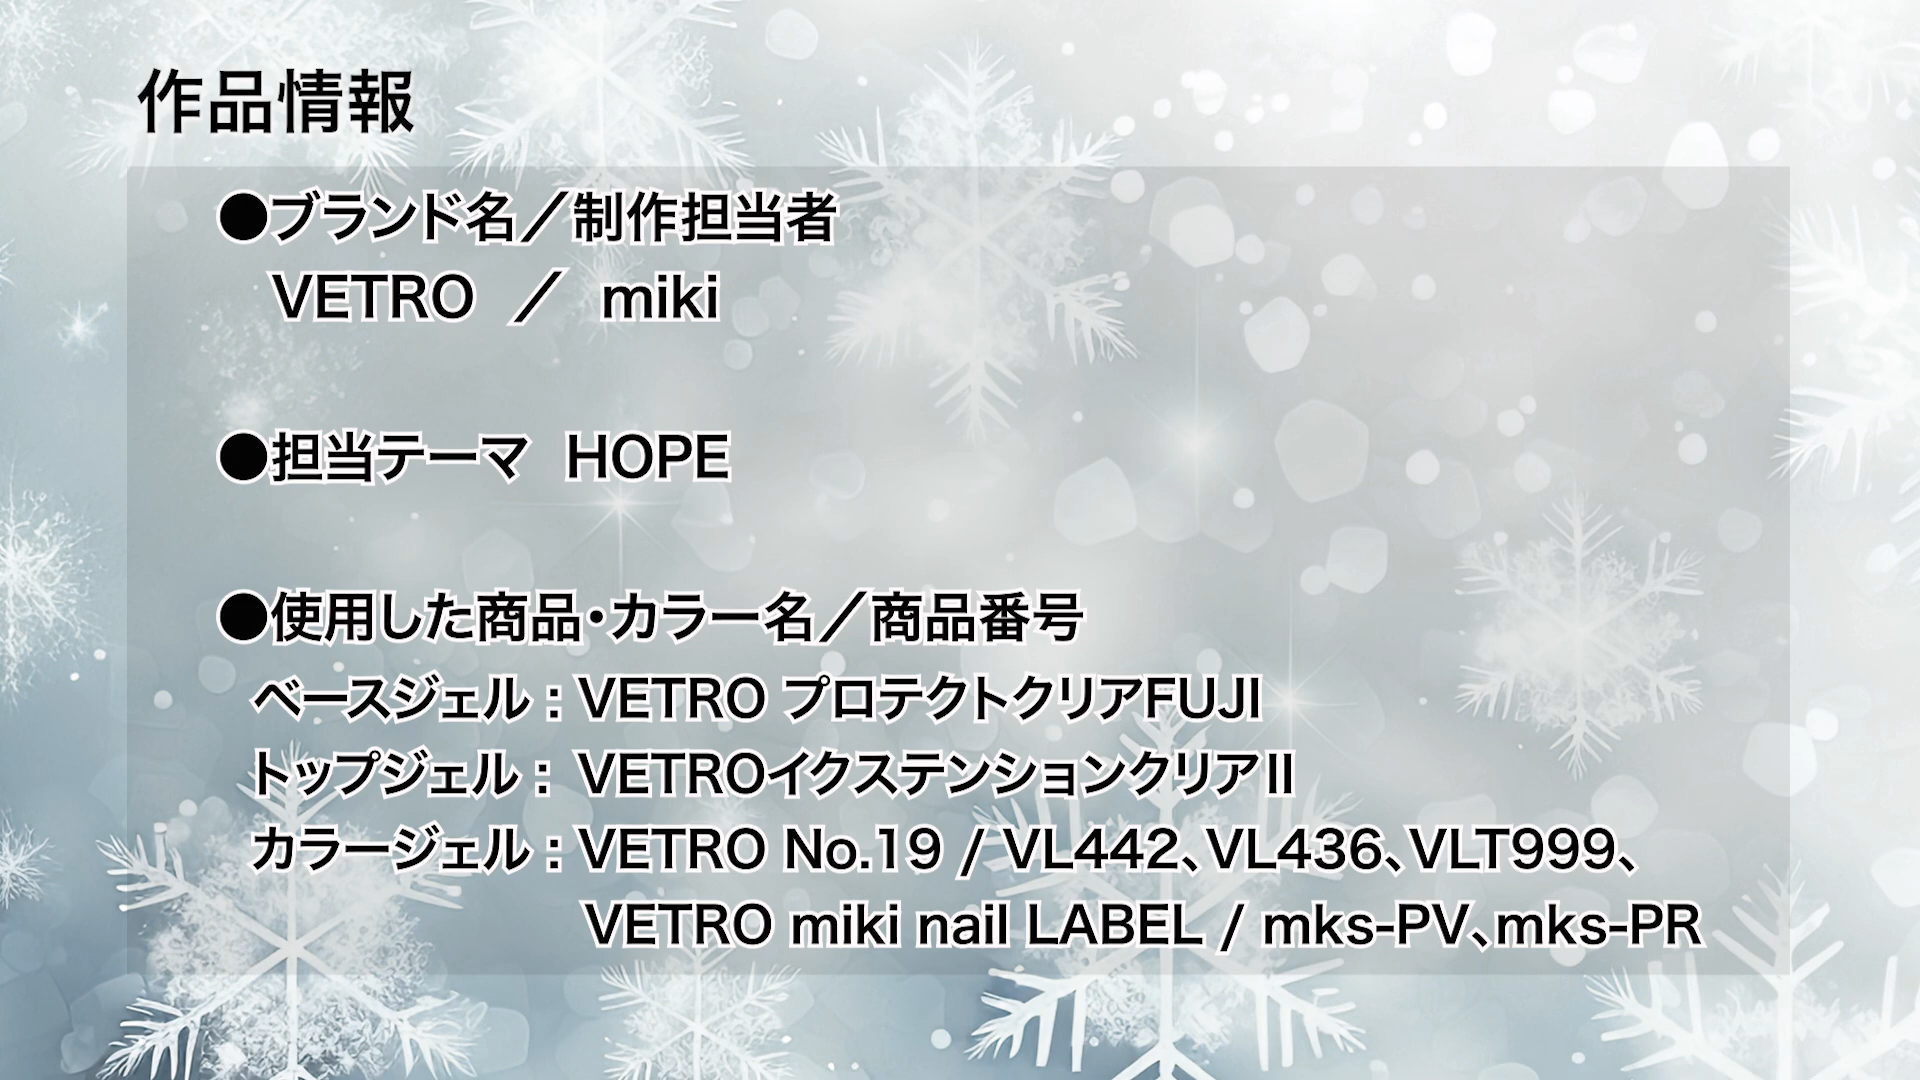 作品情報
●ブランド名／制作担当者
VETRO ／ miki
●担当テーマ HOPE
●使用した商品・カラー名／商品番号
ベースジェル : VETRO プロテクトクリアFUJI
トップジェル : VETROイクステンションクリアII
カラージェル : VETRO No.19 / VL442、VL436、VLT999、
VETRO miki nail LABEL / mks-PV、mks-PR